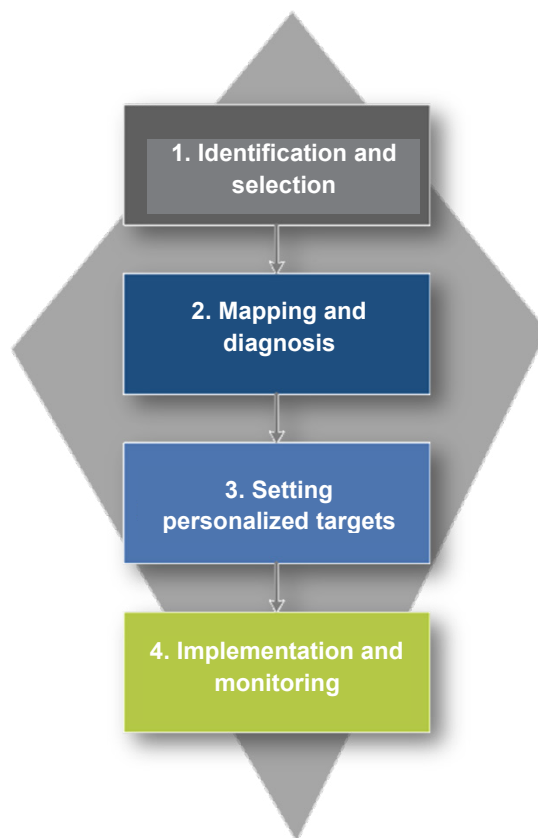 1. Identification and
selection
2. Mapping and
diagnosis
3. Setting
personalized targets
4. Implementation and
monitoring